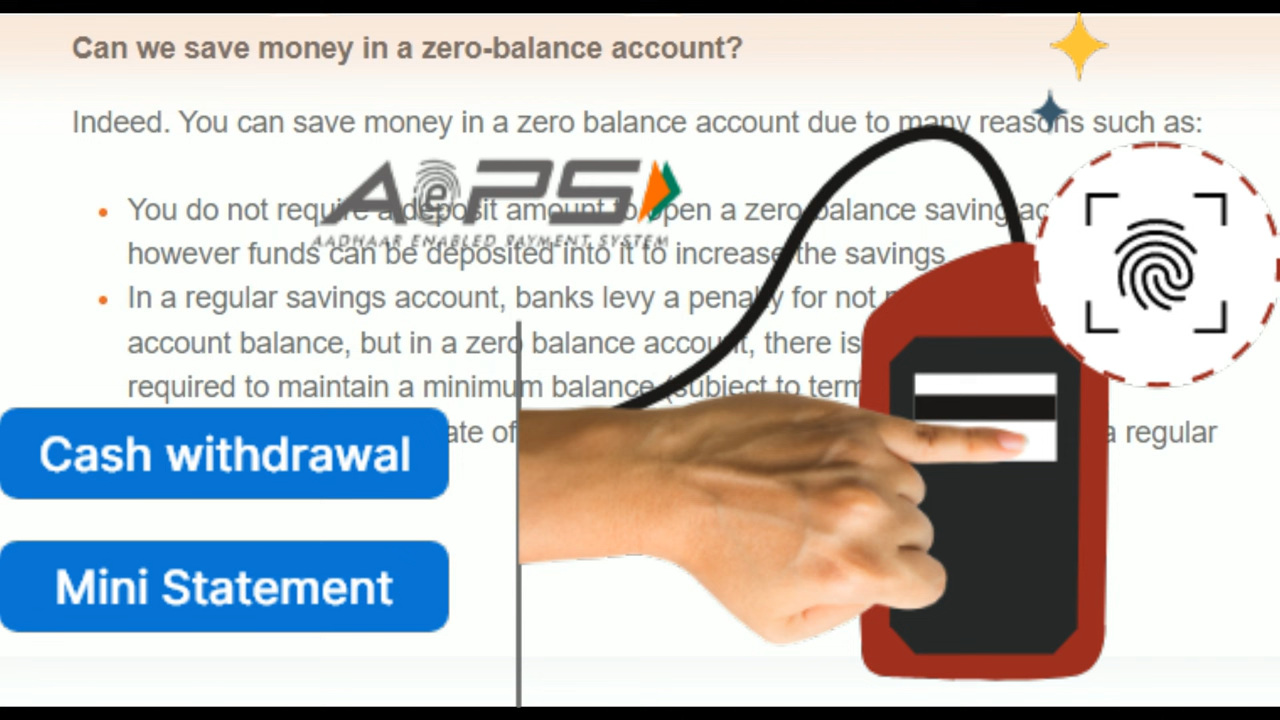 Can we save money in a zero-balance account?
Indeed. You can save money in a zero balance account due to many reasons such as:
AePS
You do not require a deposit amount to open a zero balance saving ac
AADHAAR ENABLED PAYMENT SYSTEM
however funds can be deposited into it to increase the savings.
In a regular savings account, banks levy a penalty for not
account balance, but in a zero balance account, there is
required to maintain a minimum balance (subject to term
ate of a regular
Cash withdrawal
Mini Statement